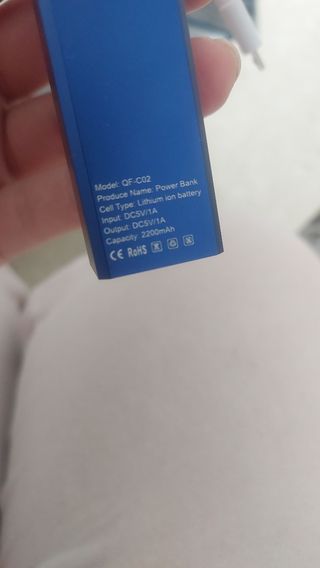 Model: QF-C02
Produce Name: Power Bank
Cell Type: Lithium ion battery
Input: DC5V/1A
Output: DC5V/1A
Capacity: 2200mAh
CE RoHS